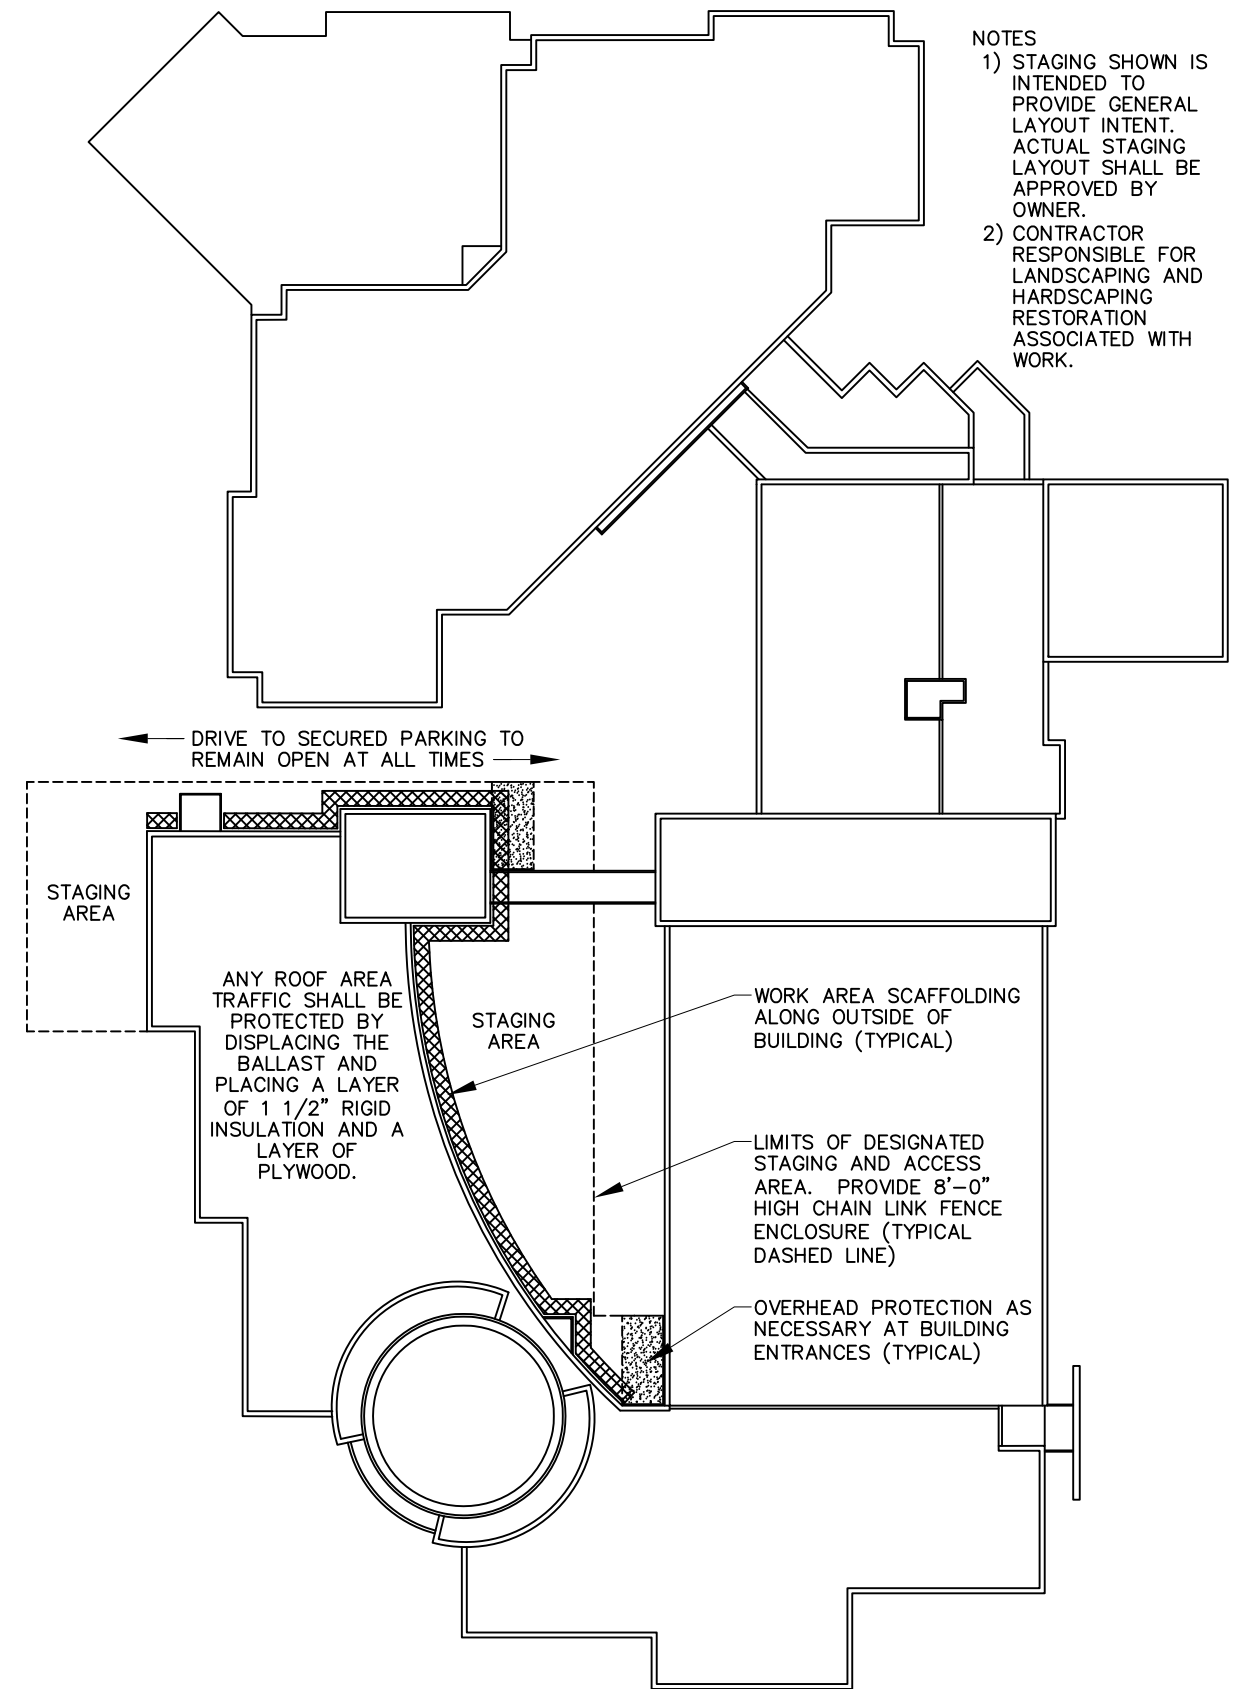 NOTES
1) STAGING SHOWN IS
INTENDED TO
PROVIDE GENERAL
LAYOUT INTENT.
ACTUAL STAGING
LAYOUT SHALL BE
APPROVED BY
OWNER.
2) CONTRACTOR
RESPONSIBLE FOR
LANDSCAPING AND
HARDSCAPING
RESTORATION
ASSOCIATED WITH
WORK.
DRIVE TO SECURED PARKING TO
REMAIN OPEN AT ALL TIMES
STAGING
AREA
ANY ROOF AREA
TRAFFIC SHALL BE
PROTECTED BY
DISPLACING THE
BALLAST AND
PLACING A LAYER
OF 1 1/2” RIGID
INSULATION AND A
LAYER OF
PLYWOOD.
STAGING
AREA
WORK AREA SCAFFOLDING
ALONG OUTSIDE OF
BUILDING (TYPICAL)
LIMITS OF DESIGNATED
STAGING AND ACCESS
AREA. PROVIDE 8’-0”
HIGH CHAIN LINK FENCE
ENCLOSURE (TYPICAL
DASHED LINE)
OVERHEAD PROTECTION AS
NECESSARY AT BUILDING
ENTRANCES (TYPICAL)